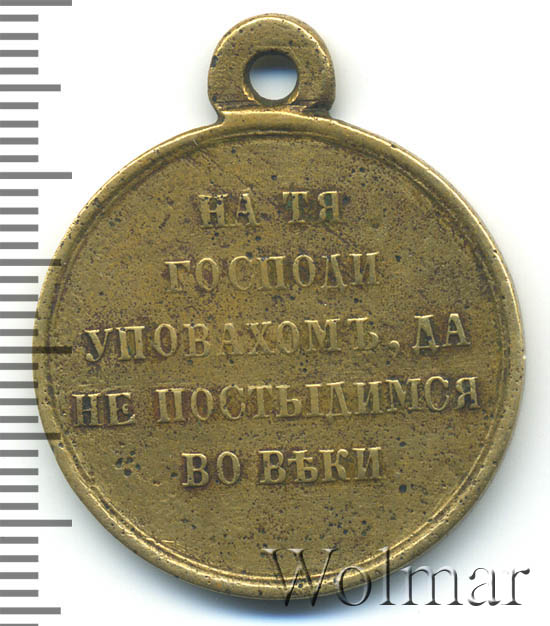 НА ТЯ
ГОСПОДИ
УПОВАХОМЪ, ДА
НЕ ПОСТЫДИМСЯ
ВО ВѢКИ
Wolmar